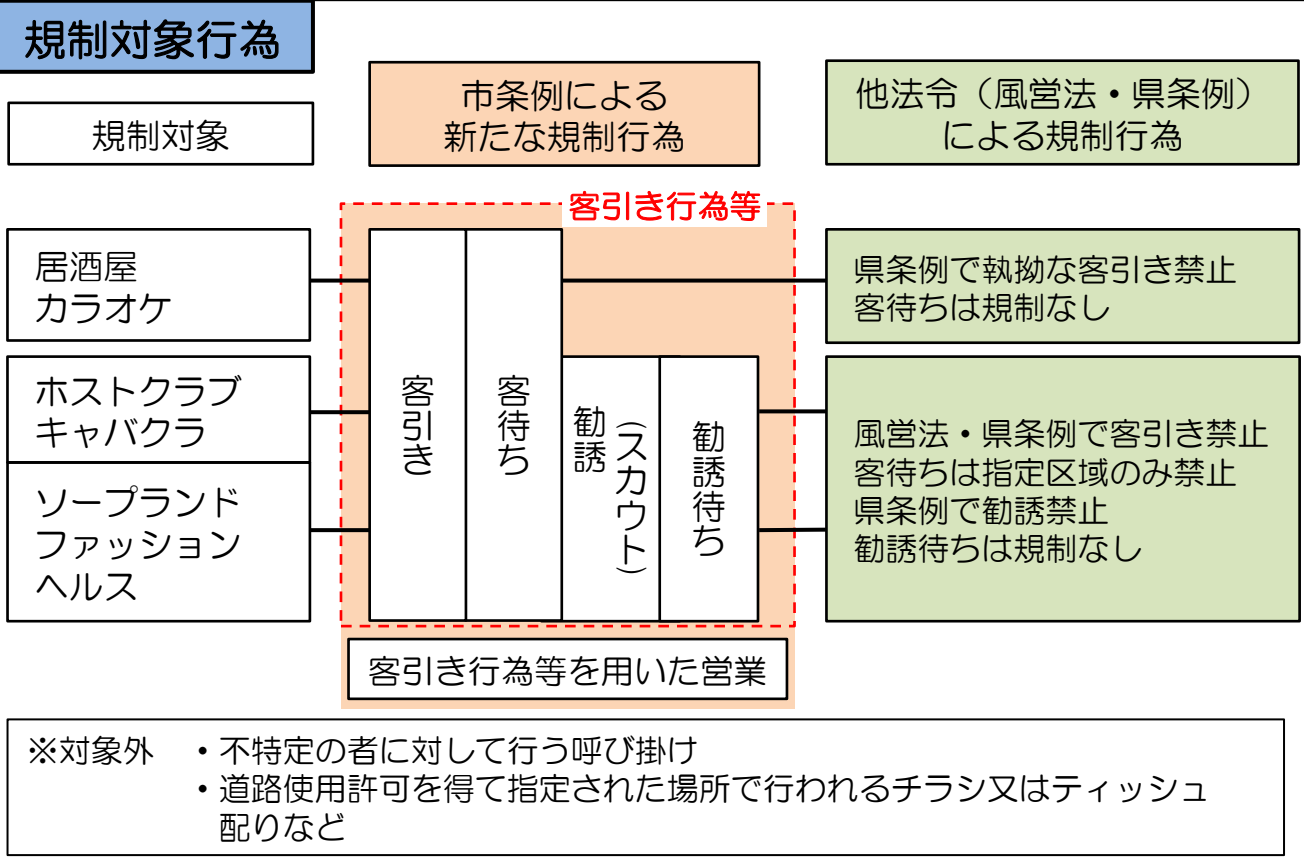 規制対象行為
規制対象
市条例による
新たな規制行為
他法令（風営法・県条例）
による規制行為
客引き行為等
居酒屋
カラオケ
ホストクラブ
キャバクラ
ソープランド
ファッション
ヘルス
客引き
客待ち
勧誘
（スカウト）
勧誘待ち
県条例で執拗な客引き禁止
客待ちは規制なし
風営法・県条例で客引き禁止
客待ちは指定区域のみ禁止
県条例で勧誘禁止
勧誘待ちは規制なし
客引き行為等を用いた営業
※対象外　・不特定の者に対して行う呼び掛け
・道路使用許可を得て指定された場所で行われるチラシ又はティッシュ
配りなど